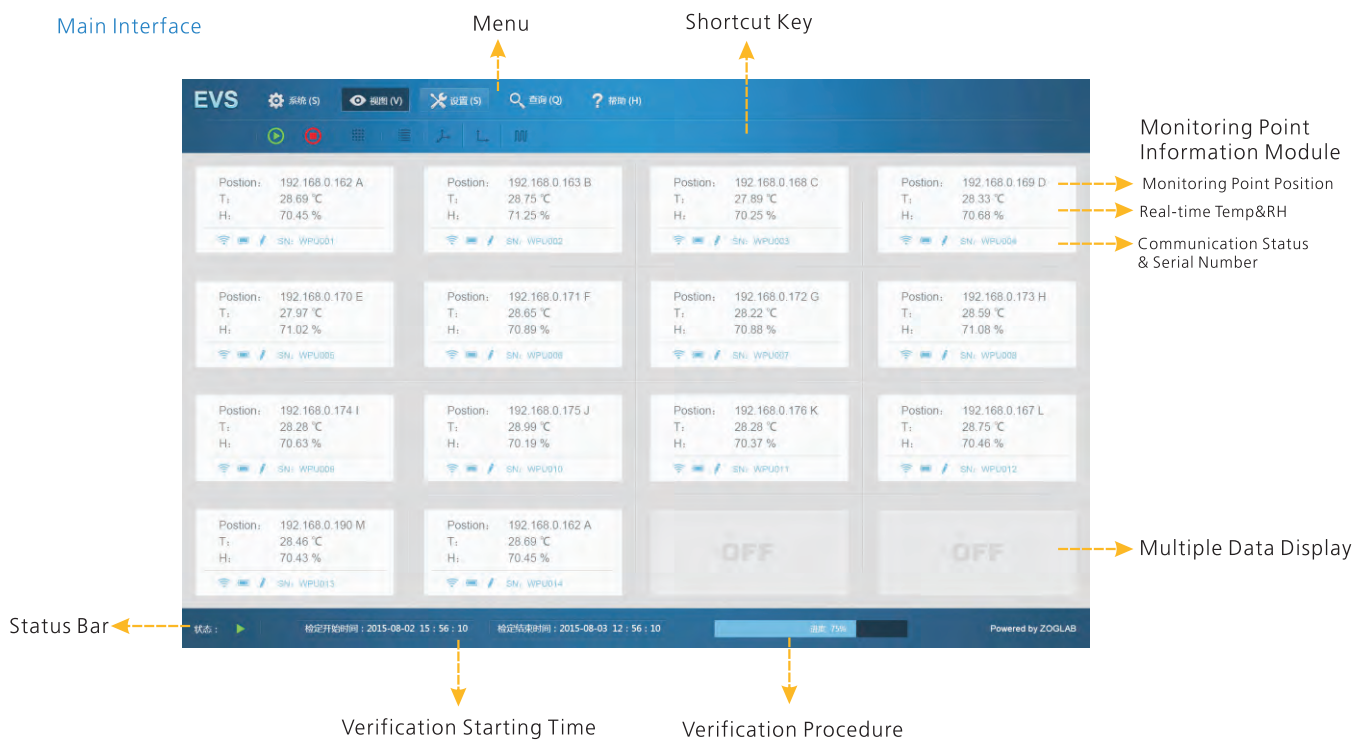 Main Interface
Menu
Shortcut Key
EVS
系统 (S)
视图 (V)
设置 (S)
查询 (Q)
帮助 (H)
Monitoring Point
Information Module
Monitoring Point Position
Real-time Temp&RH
Communication Status
& Serial Number
Postion: 192.168.0.162 A
T: 28.69 ℃
H: 70.45 %
SN: WPU001
Postion: 192.168.0.163 B
T: 28.75 ℃
H: 71.25 %
SN: WPU002
Postion: 192.168.0.168 C
T: 27.89 ℃
H: 70.25 %
SN: WPU003
Postion: 192.168.0.169 D
T: 28.33 ℃
H: 70.68 %
SN: WPU004
Postion: 192.168.0.170 E
T: 27.97 ℃
H: 71.02 %
SN:
Postion: 192.168.0.171 F
T: 28.65 ℃
H: 70.89 %
SN:
Postion: 192.168.0.172 G
T: 28.22 ℃
H: 70.88 %
SN: WPU007
Postion: 192.168.0.173 H
T: 28.59 ℃
H: 71.08 %
SN: WPU008
Postion: 192.168.0.174 I
T: 28.28 ℃
H: 70.63 %
SN:
Postion: 192.168.0.175 J
T: 28.99 ℃
H: 70.19 %
SN: WPU010
Postion: 192.168.0.176 K
T: 28.28 ℃
H: 70.37 %
SN: WPU011
Postion: 192.168.0.167 L
T: 28.75 ℃
H: 70.46 %
SN: WPU012
Postion: 192.168.0.190 M
T: 28.46 ℃
H: 70.43 %
SN: WPU013
Postion: 192.168.0.162 A
T: 28.69 ℃
H: 70.45 %
SN: WPU014
OFF
OFF
Multiple Data Display
Status Bar
状态：
检定开始时间：2015-08-02 15：56：10
检定结束时间：2015-08-03 12：56：10
进度: 75%
Powered by ZOGLAB
Verification Starting Time
Verification Procedure